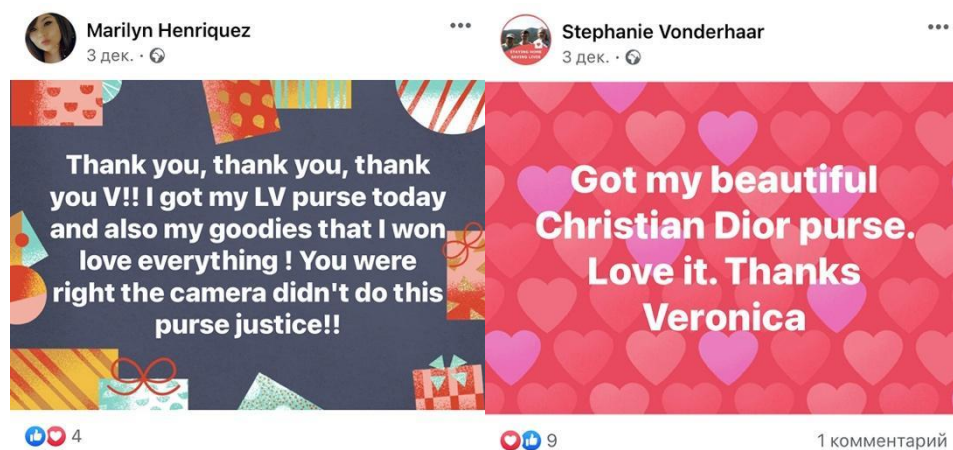 Marilyn Henriquez
3 дек.
Thank you, thank you, thank
you V!! I got my LV purse today
and also my goodies that I won
love everything ! You were
right the camera didn't do this
purse justice!!
4
Stephanie Vonderhaar
3 дек.
Got my beautiful
Christian Dior purse.
Love it. Thanks
Veronica
9
1 комментарий